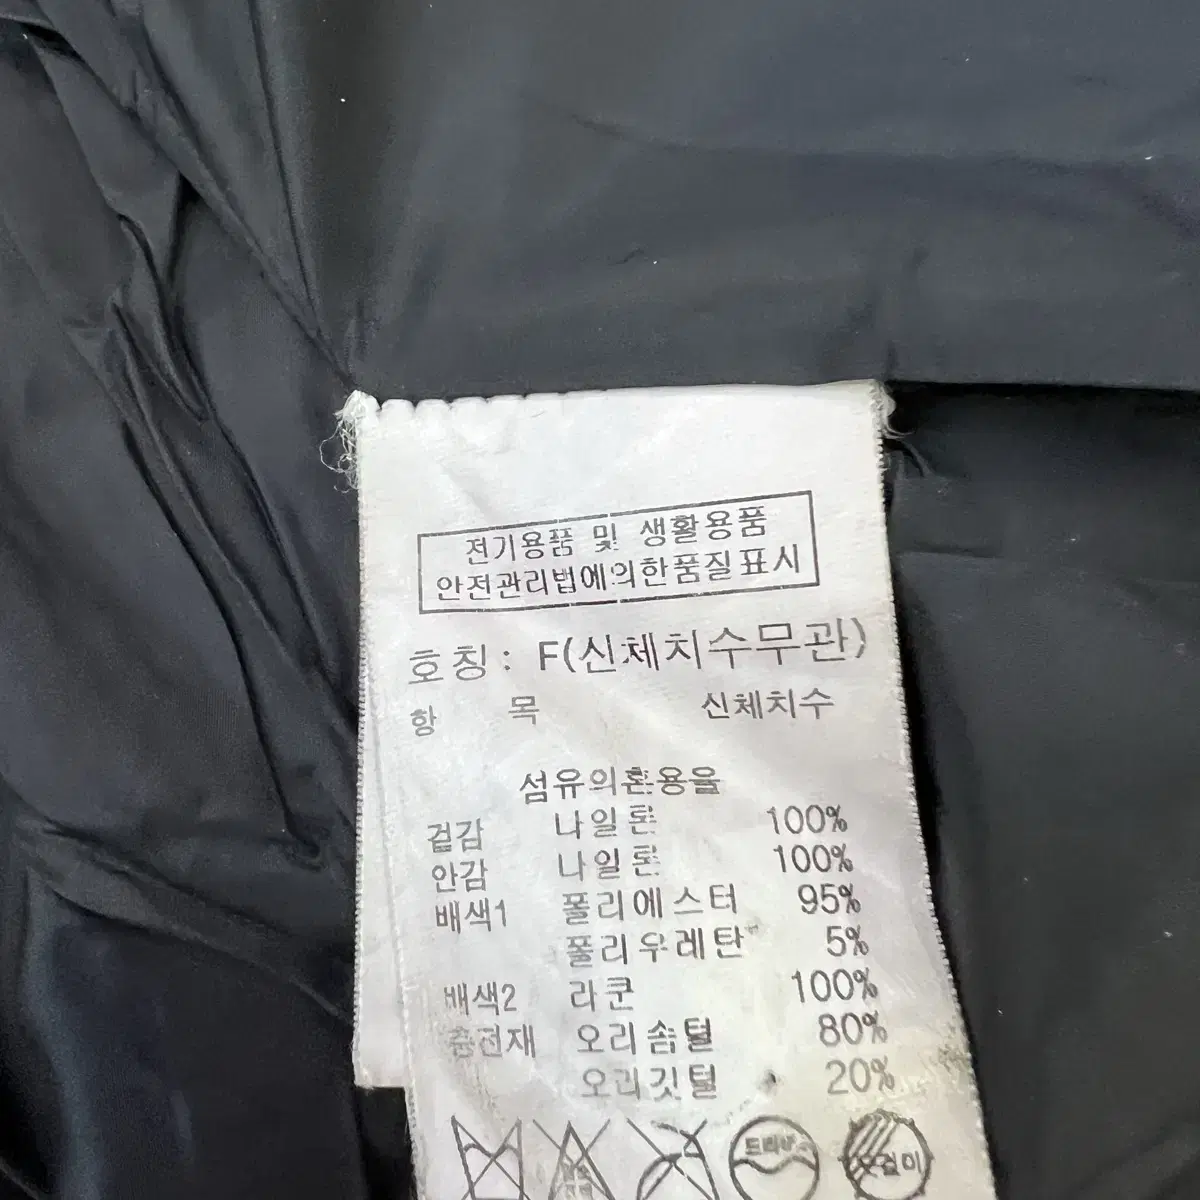 전기용품 및 생활용품
안전관리법에의한품질표시
호칭: F(신체치수무관)
항 목 신체치수
섬유의혼용율
겉감 나일론 100%
안감 나일론 100%
배색1 폴리에스터 95%
폴리우레탄 5%
배색2 라쿤 100%
충전재 오리솜털 80%
오리깃털 20%
드라이